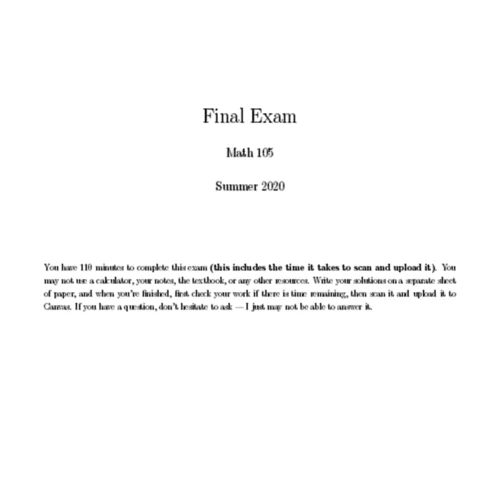 Final Exam
Math 105
Summer 2020
You have 110 minutes to complete this exam (this includes the time it takes to scan and upload it). You
may not use a calculator, your notes, the textbook, or any other resources. Write your solutions on a separate sheet
of paper, and when you're finished, first check your work if there is time remaining, then scan it and upload it to
Canvas. If you have a question, don't hesitate to ask — I just may not be able to answer it.